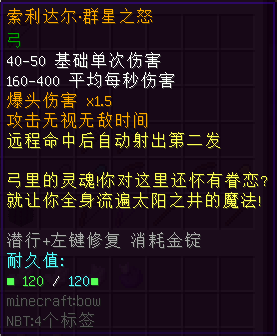 索利达尔·群星之怒
弓
40-50 基础单次伤害
160-400 平均每秒伤害
爆头伤害 x1.5
攻击无视无敌时间
远程命中后自动射出第二发
弓里的灵魂!你对这里还怀有眷恋?
就让你全身流遍太阳之井的魔法!
潜行+左键修复 消耗金锭
耐久值:
■ 120 / 120■
minecraft:bow
NBT:4个标签